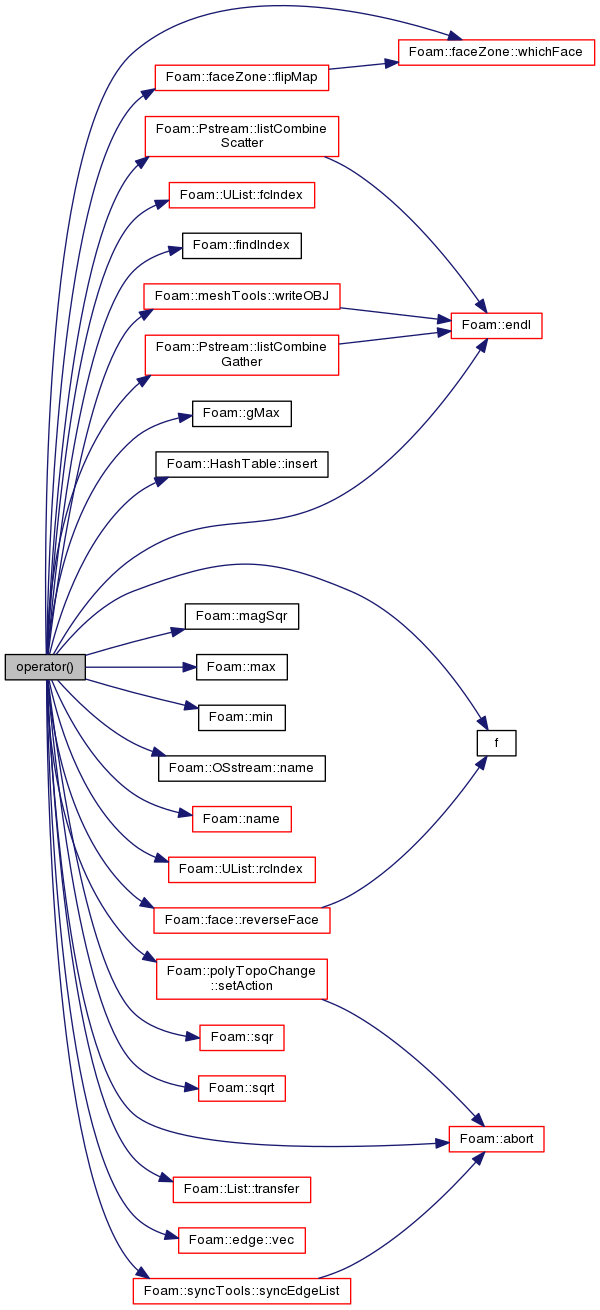 Foam::faceZone::whichFace
Foam::faceZone::flipMap
Foam::Pstream::listCombine
Scatter
Foam::UList::fcIndex
Foam::findIndex
Foam::meshTools::writeOBJ
Foam::endl
Foam::Pstream::listCombine
Gather
Foam::gMax
Foam::HashTable::insert
Foam::magSqr
operator()
Foam::max
Foam::min
f
Foam::OSstream::name
Foam::name
Foam::UList::rcIndex
Foam::face::reverseFace
Foam::polyTopoChange
::setAction
Foam::sqr
Foam::sqrt
Foam::abort
Foam::List::transfer
Foam::edge::vec
Foam::syncTools::syncEdgeList